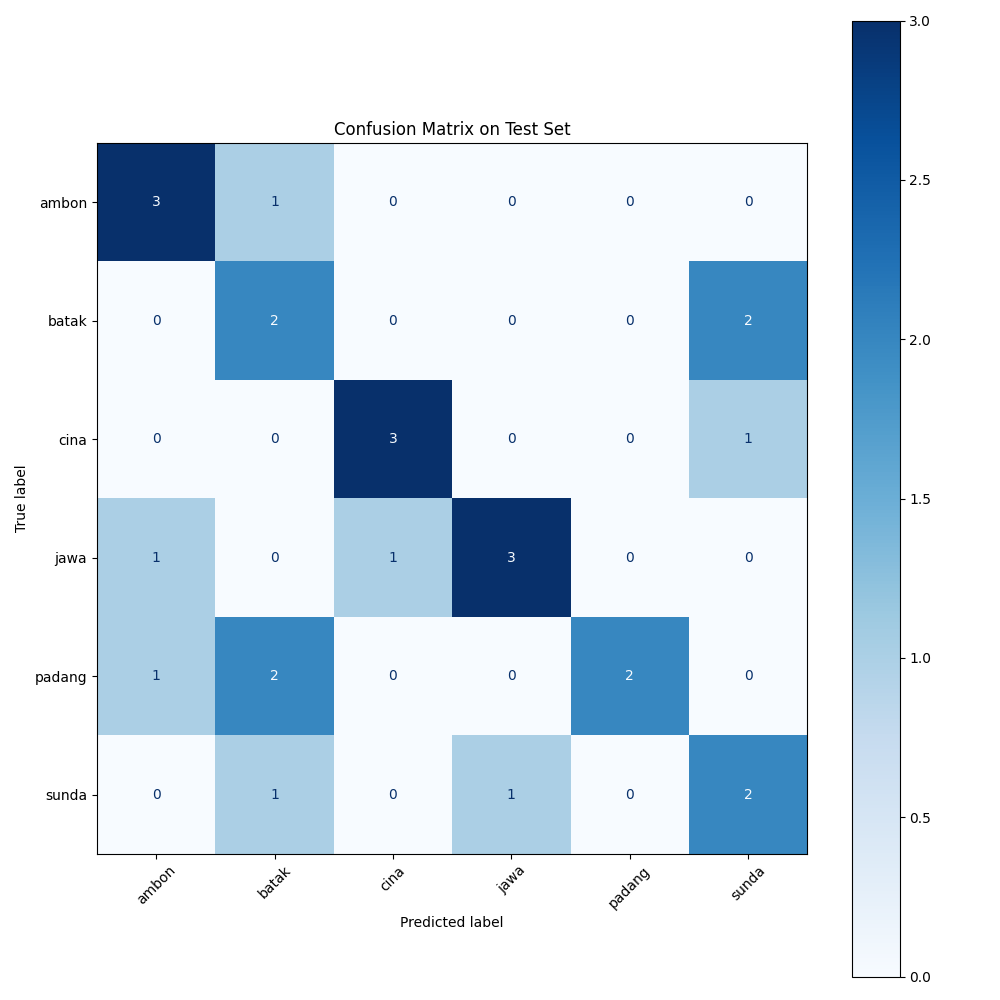 Confusion Matrix on Test Set
True label
ambon 3 1 0 0 0 0
batak 0 2 0 0 0 2
cina 0 0 3 0 0 1
jawa 1 0 1 3 0 0
padang 1 2 0 0 2 0
sunda 0 1 0 1 0 2
ambon batak cina jawa padang sunda
Predicted label
3.0
2.5
2.0
1.5
1.0
0.5
0.0